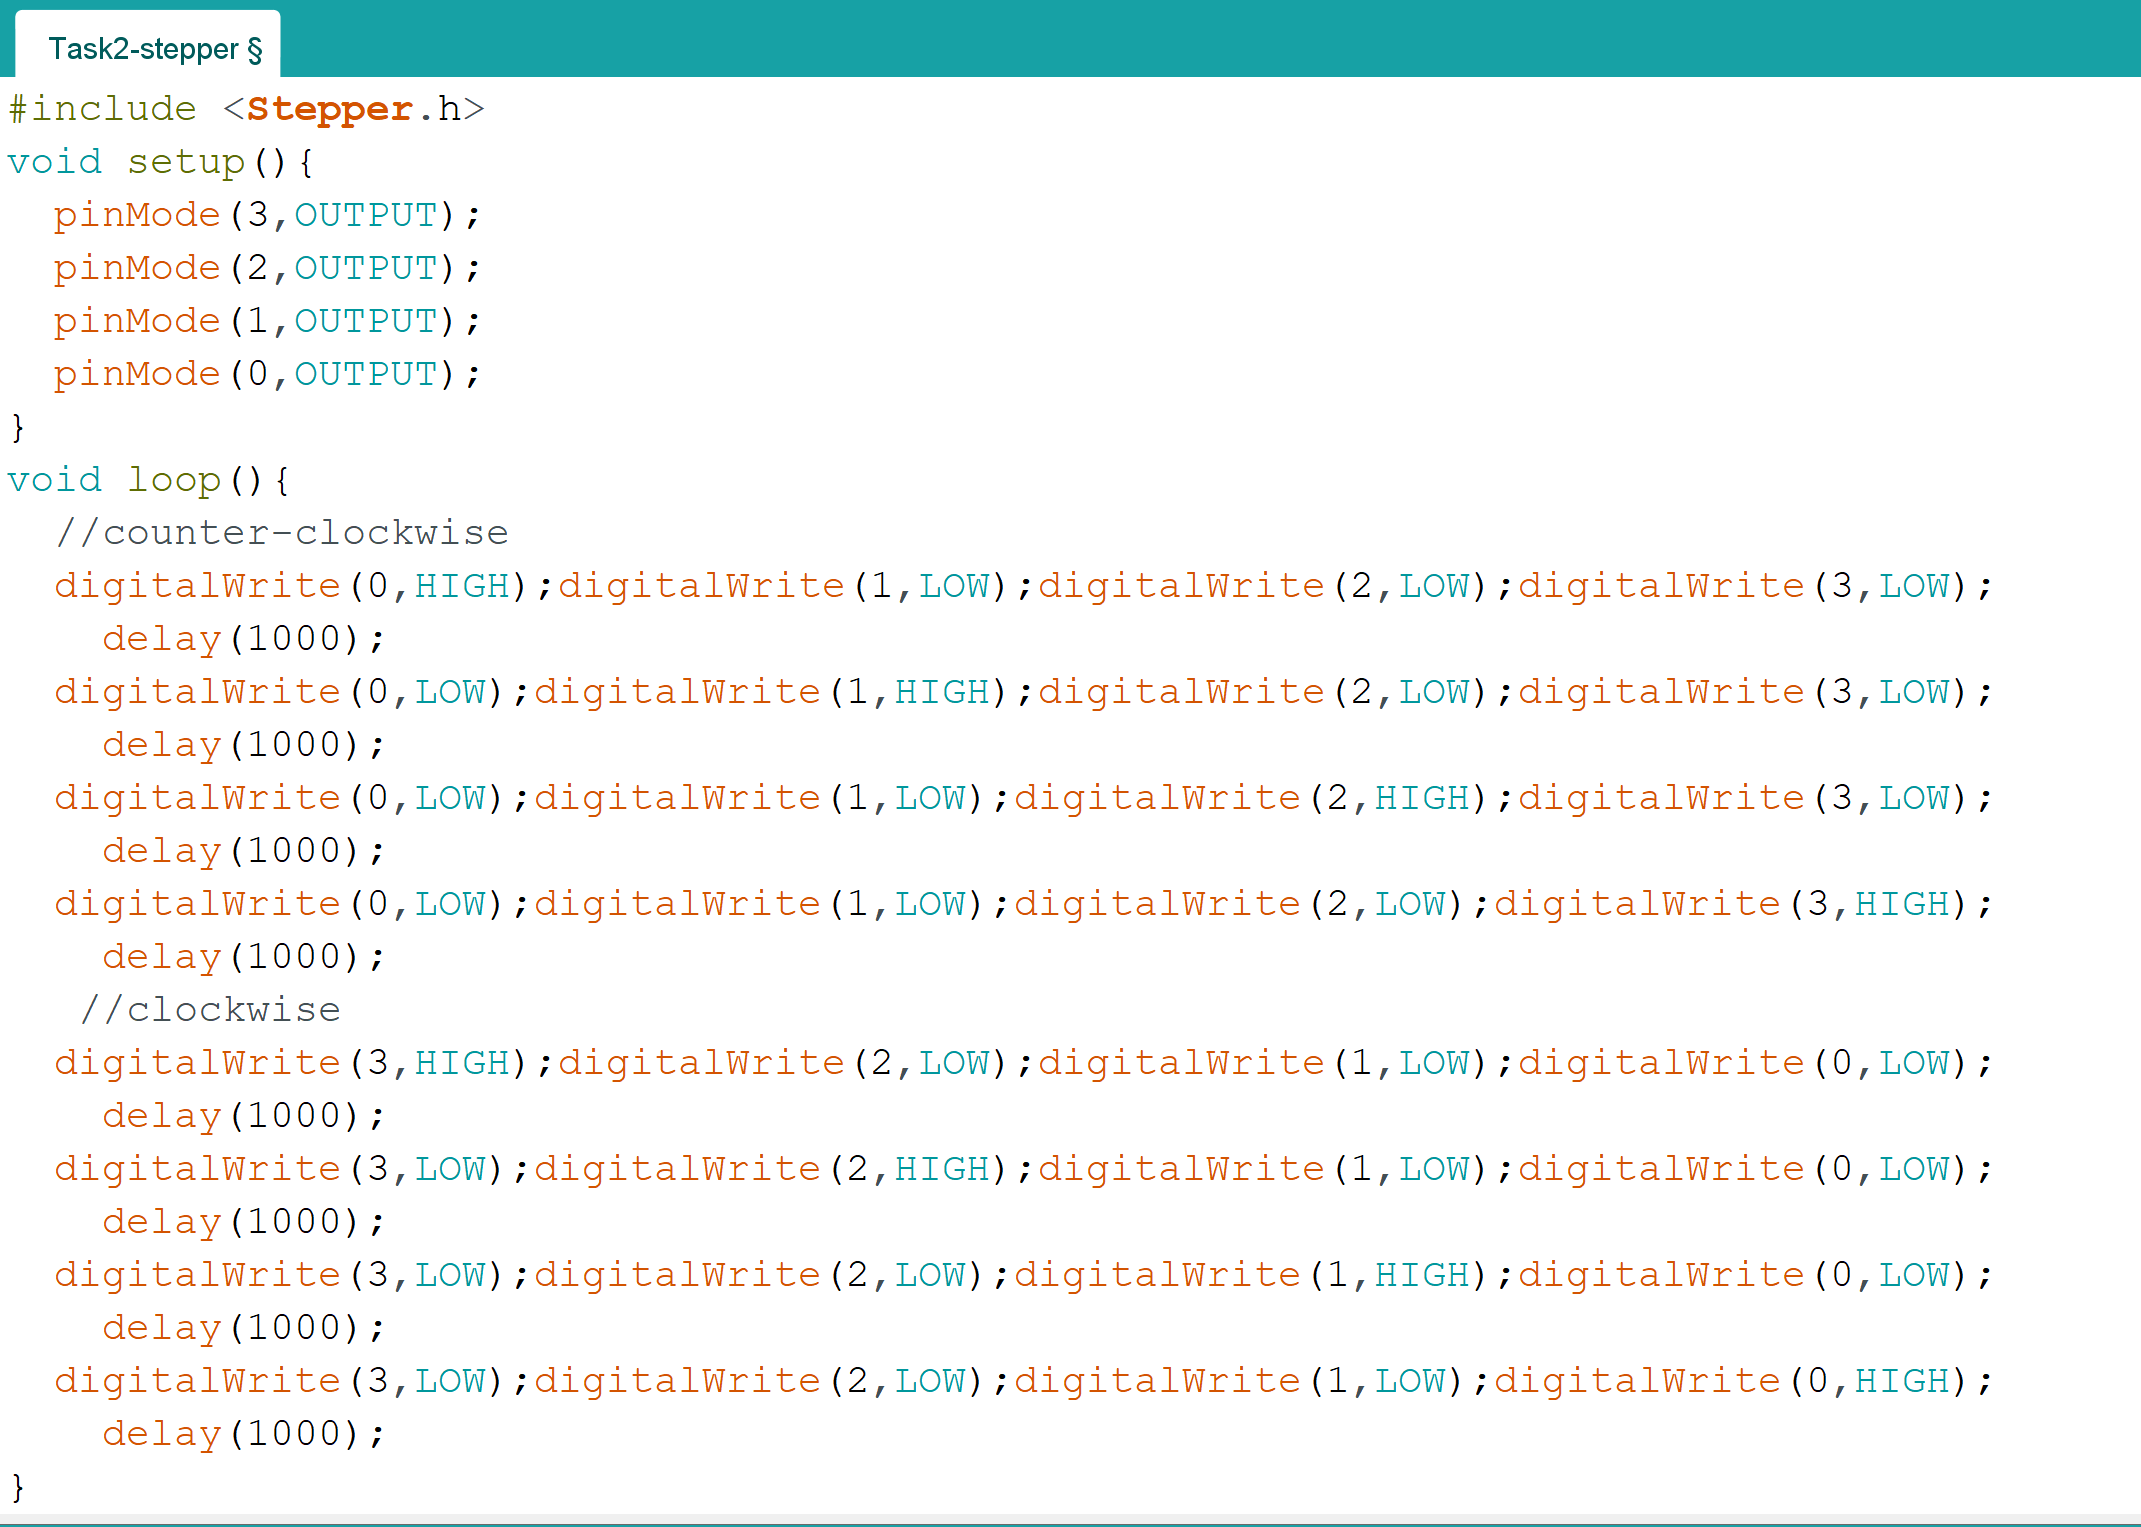 Task2-stepper §
#include <Stepper.h>
void setup(){
  pinMode(3,OUTPUT);
  pinMode(2,OUTPUT);
  pinMode(1,OUTPUT);
  pinMode(0,OUTPUT);
}
void loop(){
  //counter-clockwise
  digitalWrite(0,HIGH);digitalWrite(1,LOW);digitalWrite(2,LOW);digitalWrite(3,LOW);
    delay(1000);
  digitalWrite(0,LOW);digitalWrite(1,HIGH);digitalWrite(2,LOW);digitalWrite(3,LOW);
    delay(1000);
  digitalWrite(0,LOW);digitalWrite(1,LOW);digitalWrite(2,HIGH);digitalWrite(3,LOW);
    delay(1000);
  digitalWrite(0,LOW);digitalWrite(1,LOW);digitalWrite(2,LOW);digitalWrite(3,HIGH);
    delay(1000);
   //clockwise
  digitalWrite(3,HIGH);digitalWrite(2,LOW);digitalWrite(1,LOW);digitalWrite(0,LOW);
    delay(1000);
  digitalWrite(3,LOW);digitalWrite(2,HIGH);digitalWrite(1,LOW);digitalWrite(0,LOW);
    delay(1000);
  digitalWrite(3,LOW);digitalWrite(2,LOW);digitalWrite(1,HIGH);digitalWrite(0,LOW);
    delay(1000);
  digitalWrite(3,LOW);digitalWrite(2,LOW);digitalWrite(1,LOW);digitalWrite(0,HIGH);
    delay(1000);
}